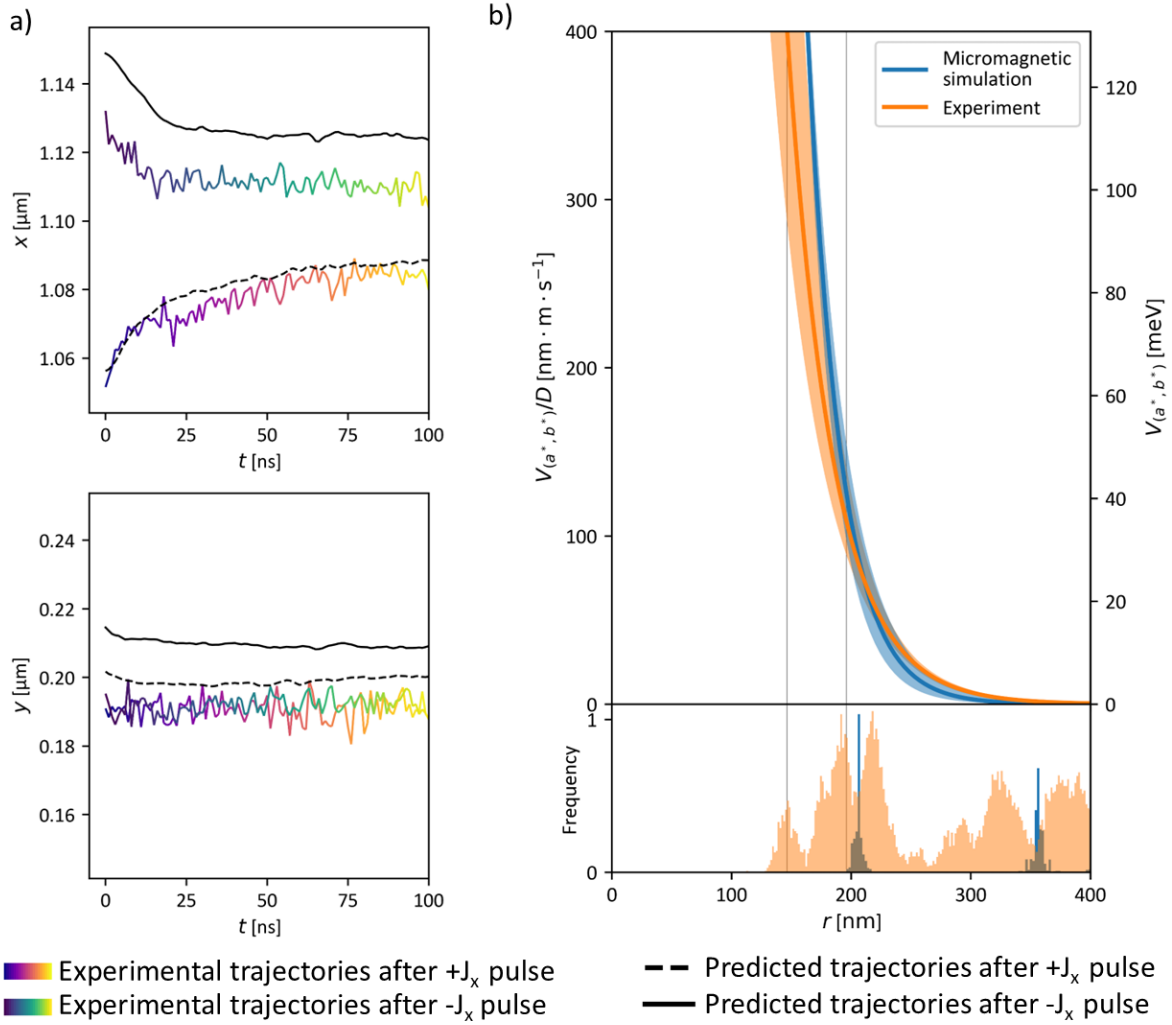 a)
1.14
1.12
1.10
1.08
1.06
x [μm]
0 25 50 75 100
t [ns]
0.24
0.22
0.20
0.18
0.16
y [μm]
0 25 50 75 100
t [ns]
b)
400
300
200
100
0
V(a*, b*)/D [nm · m · s⁻¹]
Micromagnetic
simulation
Experiment
120
100
80
60
40
20
0
V(a*, b*) [meV]
1
0
Frequency
0 100 200 300 400
r [nm]
Experimental trajectories after +Jₓ pulse
Experimental trajectories after -Jₓ pulse
Predicted trajectories after +Jₓ pulse
Predicted trajectories after -Jₓ pulse